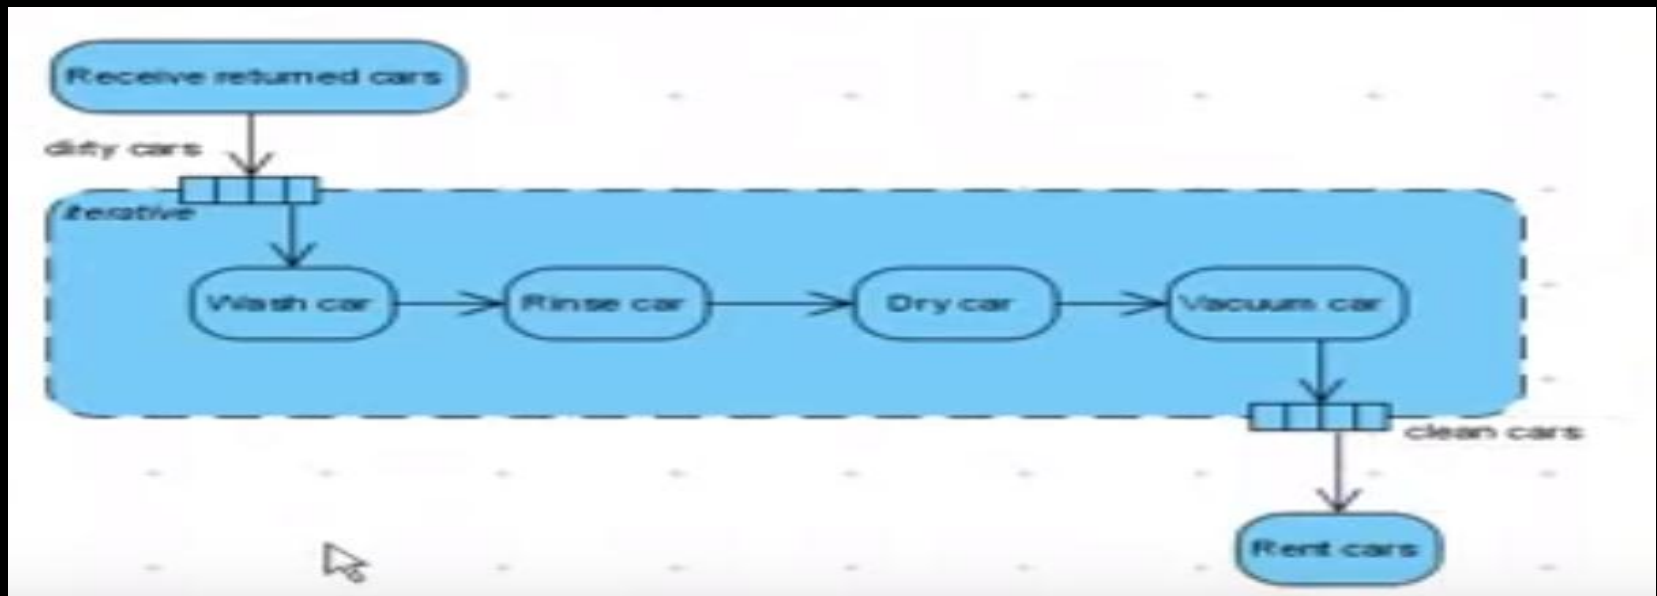 Receive returned cars
dirty cars
iterative
Wash car
Rinse car
Dry car
Vacuum car
clean cars
Rent cars